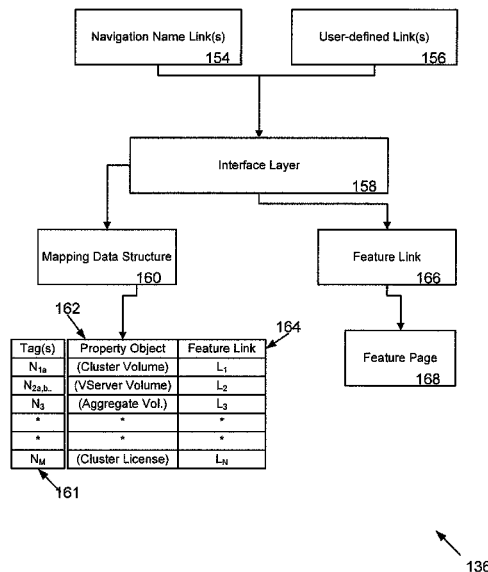 Navigation Name Link(s)
154
User-defined Link(s)
156
Interface Layer
158
Mapping Data Structure
160
Feature Link
166
162
164
Feature Page
168
Tag(s) Property Object Feature Link
N1a (Cluster Volume) L1
N2a,b.. (VServer Volume) L2
N3 (Aggregate Vol.) L3
* * *
* * *
NM (Cluster License) LN
161
136